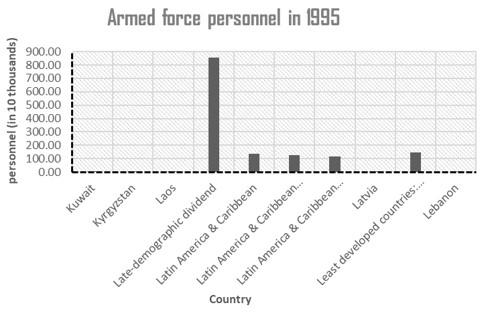 Armed force personnel in 1995
personnel (in 10 thousands)
900.00
800.00
700.00
600.00
500.00
400.00
300.00
200.00
100.00
0.00
Kuwait
Kyrgyzstan
Laos
Late-demographic dividend
Latin America & Caribbean
Latin America & Caribbean...
Latin America & Caribbean...
Latvia
Least developed countries:...
Lebanon
Country